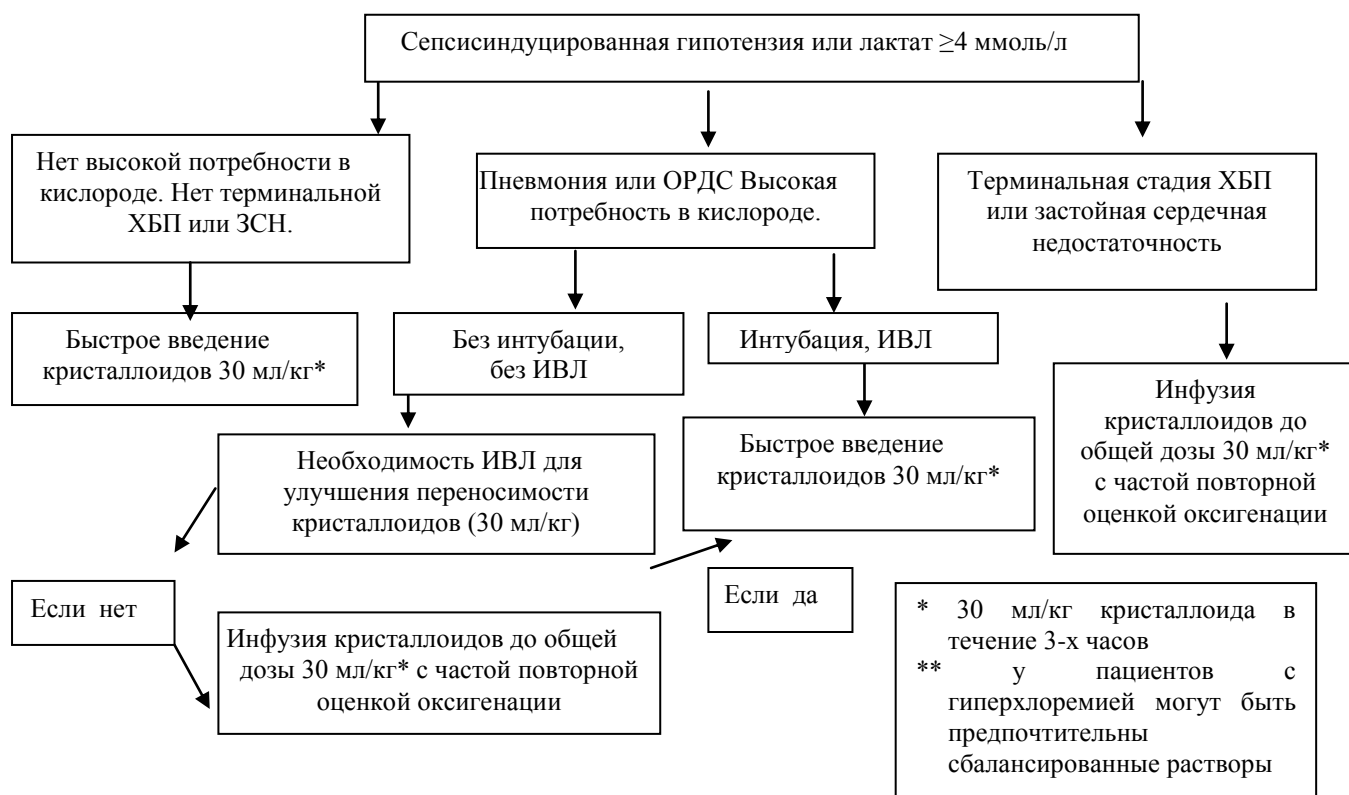 Сепсисиндуцированная гипотензия или лактат ≥4 ммоль/л
Нет высокой потребности в
кислороде. Нет терминальной
ХБП или ЗСН.
Пневмония или ОРДС Высокая
потребность в кислороде.
Терминальная стадия ХБП
или застойная сердечная
недостаточность
Быстрое введение
кристаллоидов 30 мл/кг*
Без интубации,
без ИВЛ
Интубация, ИВЛ
Инфузия
кристаллоидов до
общей дозы 30 мл/кг*
с частой повторной
оценкой оксигенации
Необходимость ИВЛ для
улучшения переносимости
кристаллоидов (30 мл/кг)
Быстрое введение
кристаллоидов 30 мл/кг*
Если нет
Если да
Инфузия кристаллоидов до общей
дозы 30 мл/кг* с частой повторной
оценкой оксигенации
* 30 мл/кг кристаллоида в
течение 3-х часов
** у пациентов с
гиперхлоремией могут быть
предпочтительны
сбалансированные растворы